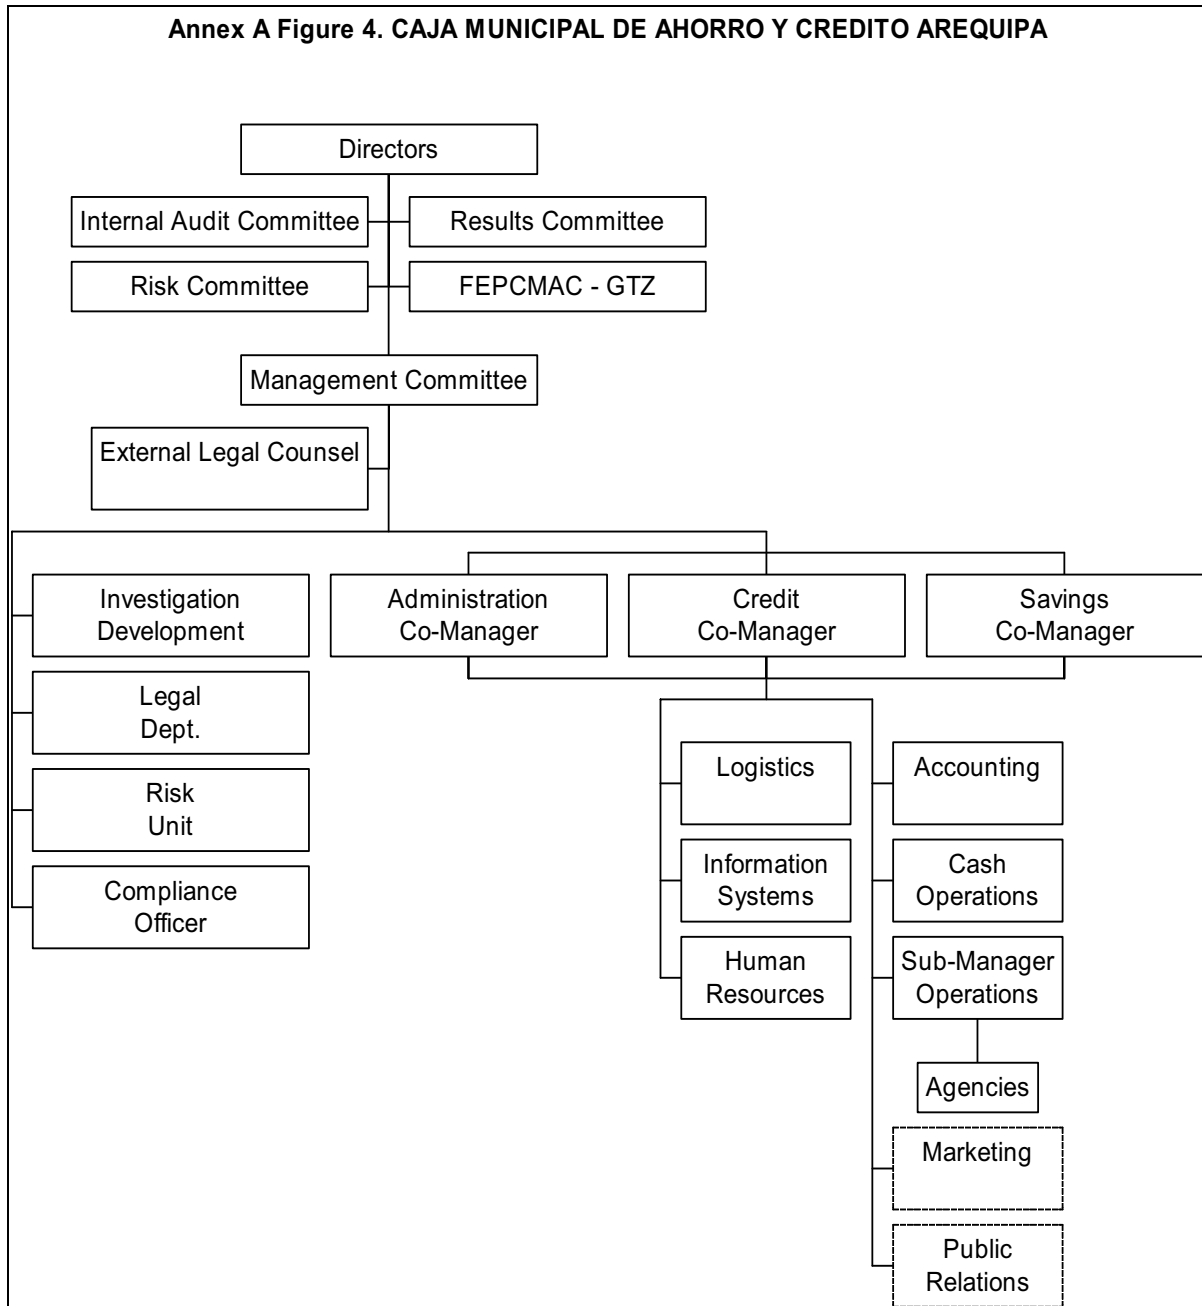 Annex A Figure 4. CAJA MUNICIPAL DE AHORRO Y CREDITO AREQUIPA
Directors
Internal Audit Committee
Results Committee
Risk Committee
FEPCMAC - GTZ
Management Committee
External Legal Counsel
Investigation
Development
Administration
Co-Manager
Credit
Co-Manager
Savings
Co-Manager
Legal
Dept.
Risk
Unit
Compliance
Officer
Logistics
Accounting
Information
Systems
Cash
Operations
Human
Resources
Sub-Manager
Operations
Agencies
Marketing
Public
Relations